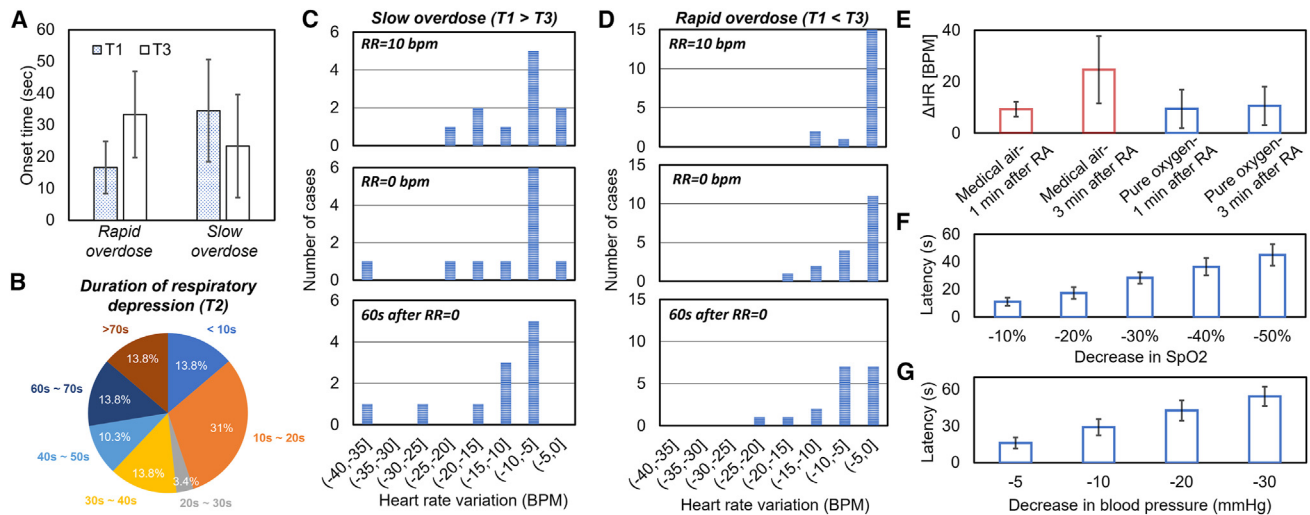 A
60
50
40
30
20
10
0
Onset time (sec)
T1
T3
Rapid
overdose
Slow
overdose
B
Duration of respiratory
depression (T2)
>70s
< 10s
13.8%
13.8%
60s ~ 70s
13.8%
31%
10s ~ 20s
40s ~ 50s
10.3%
13.8%
3.4%
30s ~ 40s
20s ~ 30s
C
Slow overdose (T1 > T3)
6
RR=10 bpm
4
2
0
6
RR=0 bpm
4
2
0
6
60s after RR=0
4
2
0
Number of cases
(-40,-35]
(-35,-30]
(-30,-25]
(-25,-20]
(-20,-15]
(-15,-10]
(-10,-5]
(-5,0]
Heart rate variation (BPM)
D
Rapid overdose (T1 < T3)
15
RR=10 bpm
10
5
0
15
RR=0 bpm
10
5
0
15
60s after RR=0
10
5
0
Number of cases
(-40,-35]
(-35,-30]
(-30,-25]
(-25,-20]
(-20,-15]
(-15,-10]
(-10,-5]
(-5,0]
Heart rate variation (BPM)
E
40
20
0
ΔHR [BPM]
Medical air-
1 min after RA
Medical air-
3 min after RA
Pure oxygen-
1 min after RA
Pure oxygen-
3 min after RA
F
60
40
20
0
Latency (s)
-10%
-20%
-30%
-40%
-50%
Decrease in SpO2
G
60
30
0
Latency (s)
-5
-10
-20
-30
Decrease in blood pressure (mmHg)